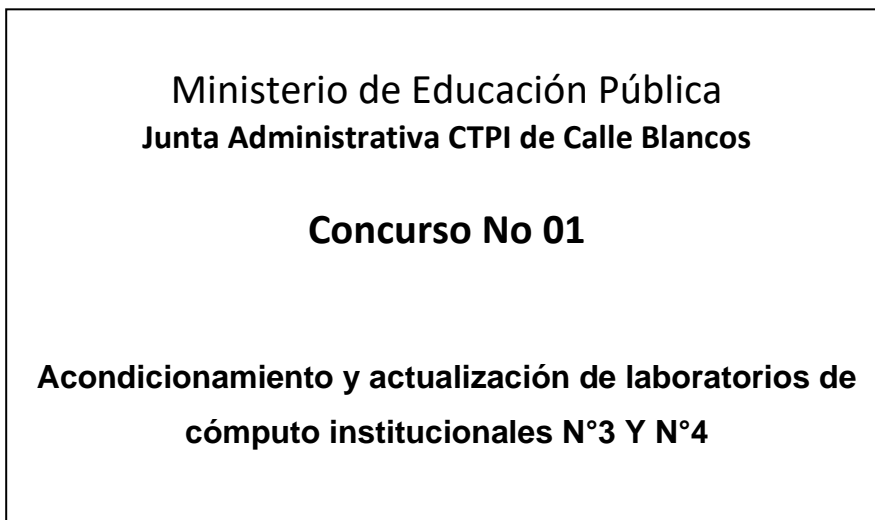 Ministerio de Educación Pública
Junta Administrativa CTPI de Calle Blancos
Concurso No 01
Acondicionamiento y actualización de laboratorios de
cómputo institucionales N°3 Y N°4